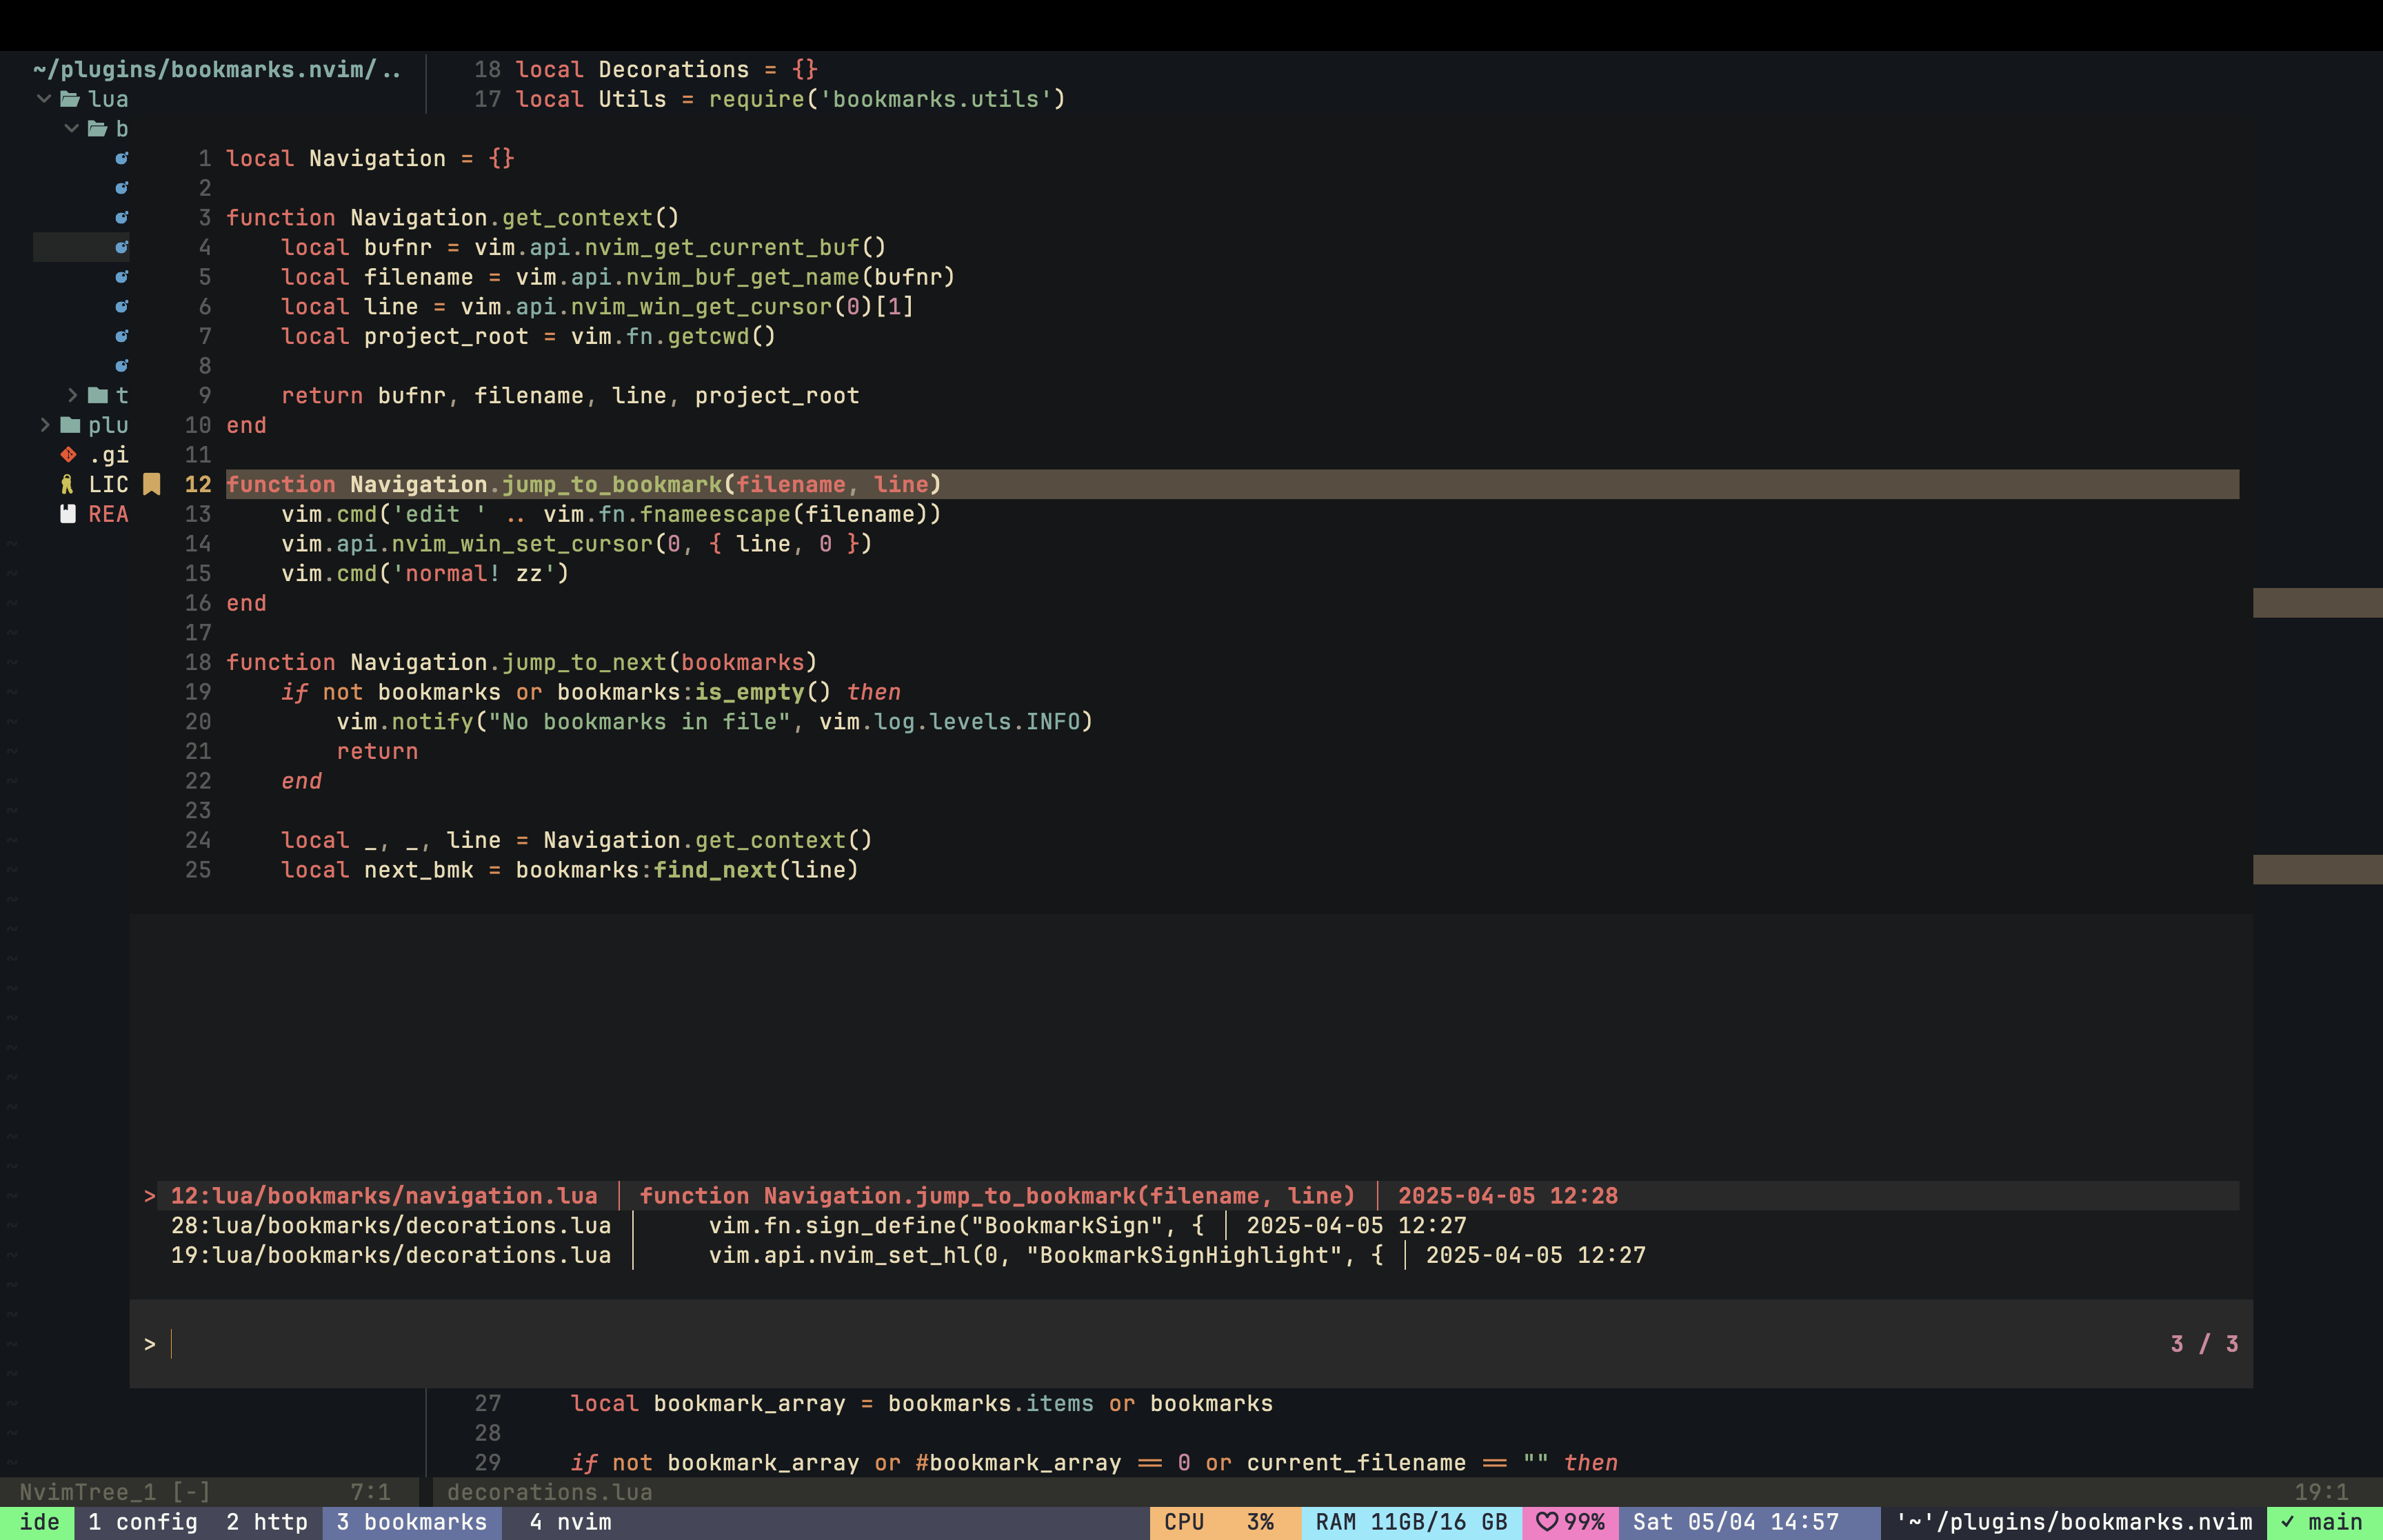 ~/plugins/bookmarks.nvim/..
lua
b
t
plu
.gi
LIC
REA
18 local Decorations = {}
17 local Utils = require('bookmarks.utils')
1 local Navigation = {}
2
3 function Navigation.get_context()
4     local bufnr = vim.api.nvim_get_current_buf()
5     local filename = vim.api.nvim_buf_get_name(bufnr)
6     local line = vim.api.nvim_win_get_cursor(0)[1]
7     local project_root = vim.fn.getcwd()
8
9     return bufnr, filename, line, project_root
10 end
11
12 function Navigation.jump_to_bookmark(filename, line)
13     vim.cmd('edit ' .. vim.fn.fnameescape(filename))
14     vim.api.nvim_win_set_cursor(0, { line, 0 })
15     vim.cmd('normal! zz')
16 end
17
18 function Navigation.jump_to_next(bookmarks)
19     if not bookmarks or bookmarks:is_empty() then
20         vim.notify("No bookmarks in file", vim.log.levels.INFO)
21         return
22     end
23
24     local _, _, line = Navigation.get_context()
25     local next_bmk = bookmarks:find_next(line)
> 12:lua/bookmarks/navigation.lua │ function Navigation.jump_to_bookmark(filename, line) │ 2025-04-05 12:28
28:lua/bookmarks/decorations.lua │     vim.fn.sign_define("BookmarkSign", { │ 2025-04-05 12:27
19:lua/bookmarks/decorations.lua │     vim.api.nvim_set_hl(0, "BookmarkSignHighlight", { │ 2025-04-05 12:27
> 3 / 3
27     local bookmark_array = bookmarks.items or bookmarks
28
29     if not bookmark_array or #bookmark_array == 0 or current_filename == "" then
NvimTree_1 [-] 7:1 decorations.lua 19:1
ide 1 config 2 http 3 bookmarks 4 nvim CPU 3% RAM 11GB/16 GB ♡99% Sat 05/04 14:57 '~'/plugins/bookmarks.nvim ✓ main